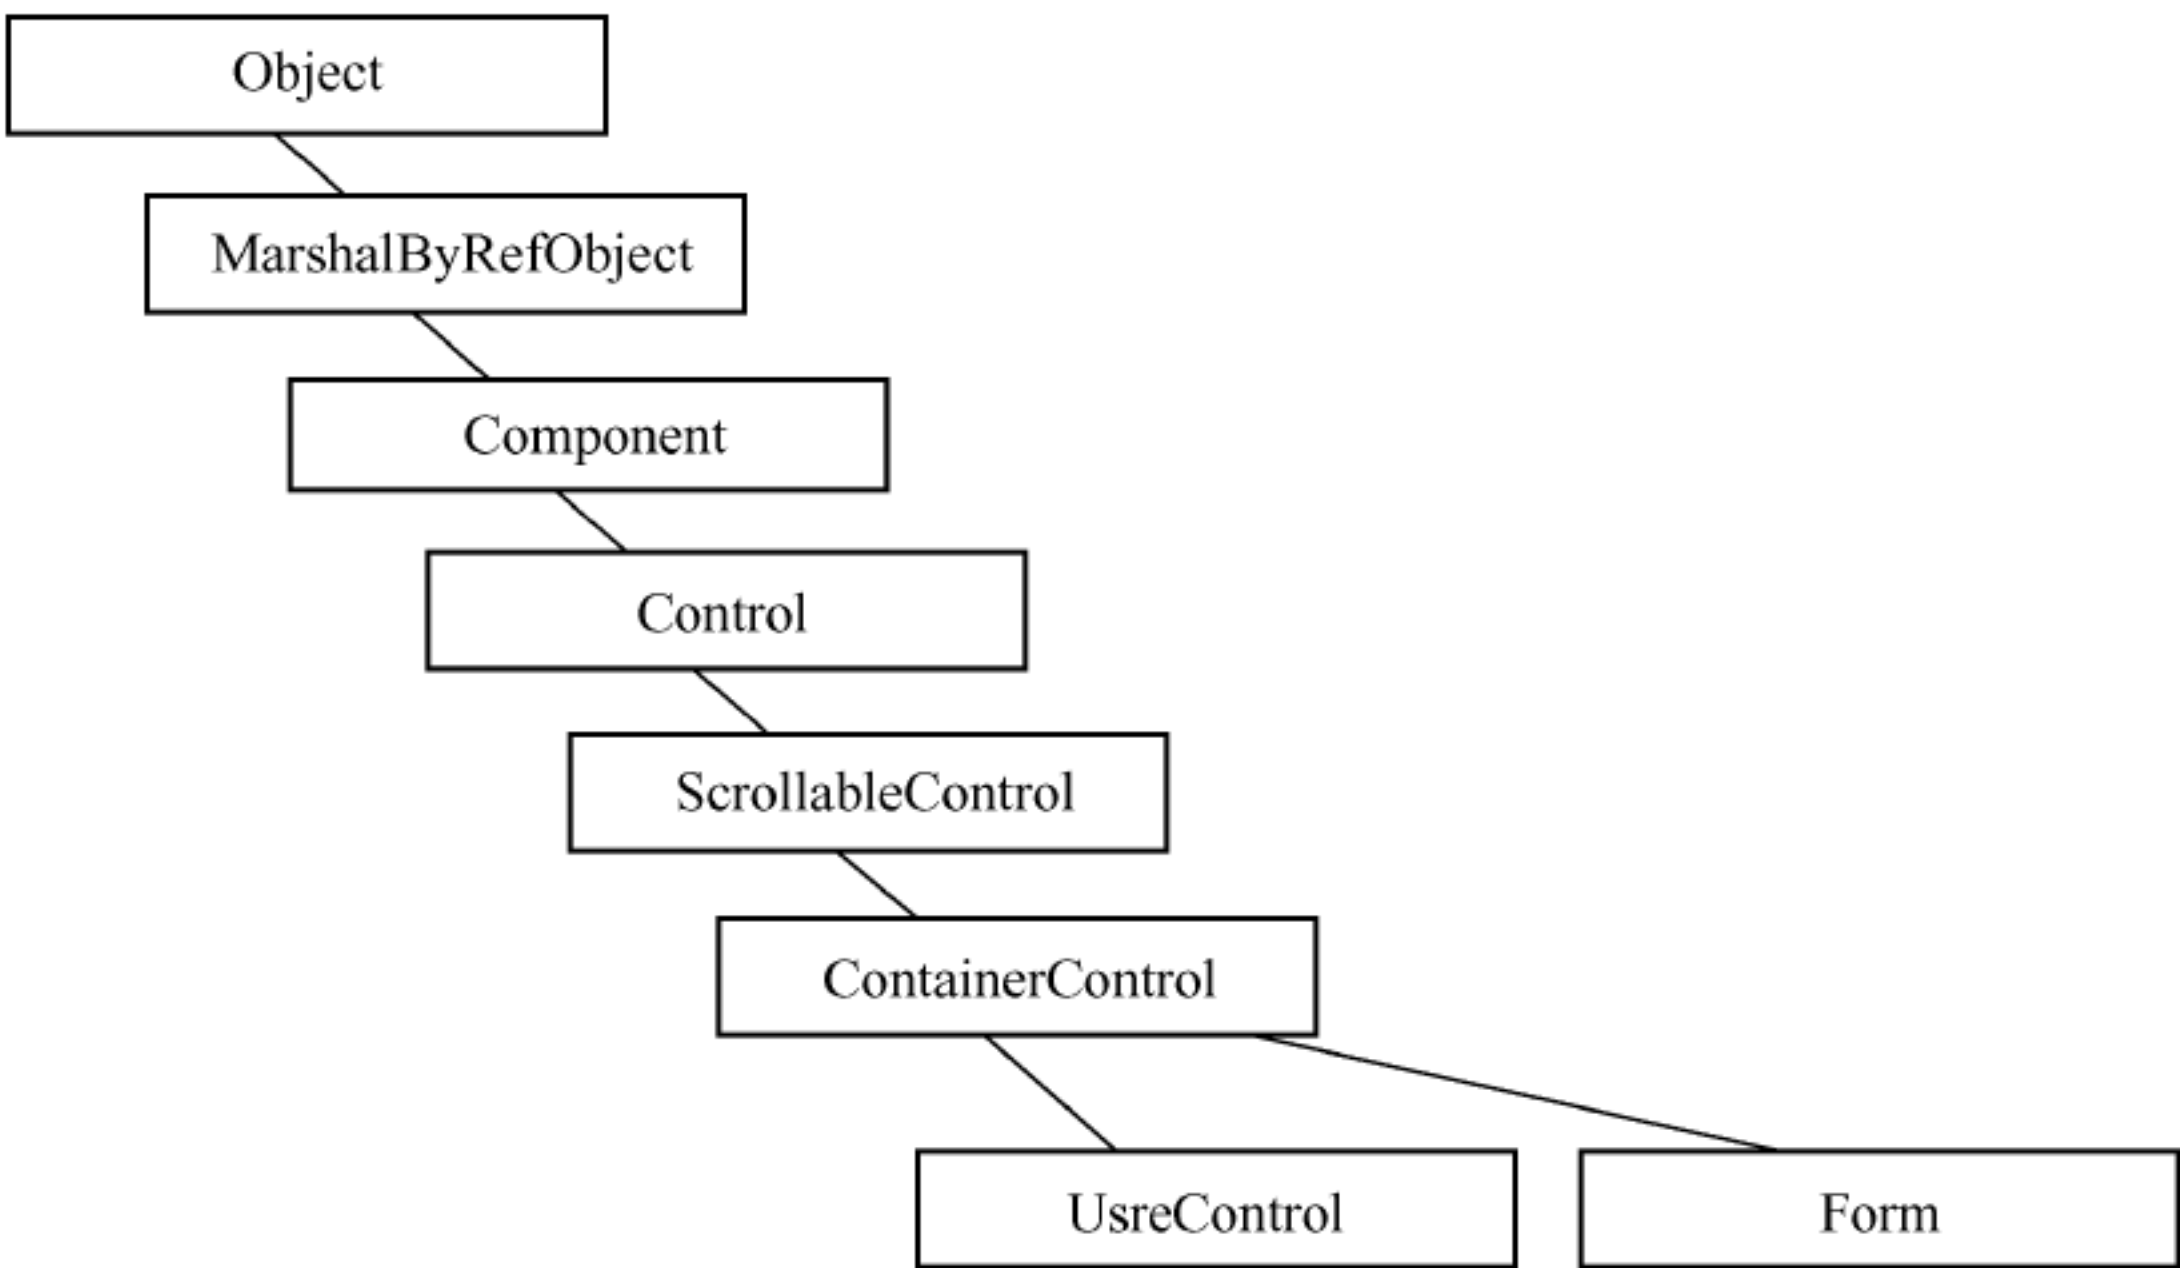 Object
MarshalByRefObject
Component
Control
ScrollableControl
ContainerControl
UsreControl
Form